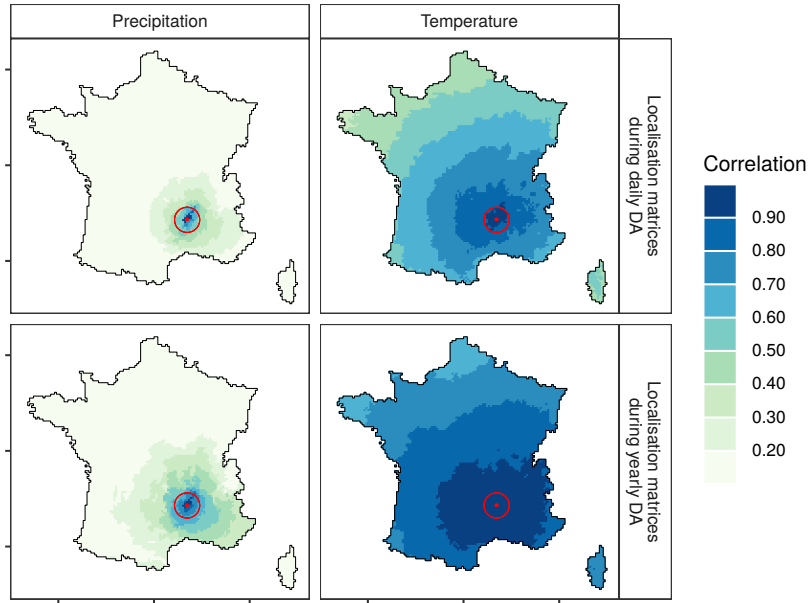 Precipitation
Temperature
Localisation matrices
during daily DA
Localisation matrices
during yearly DA
Correlation
0.90
0.80
0.70
0.60
0.50
0.40
0.30
0.20